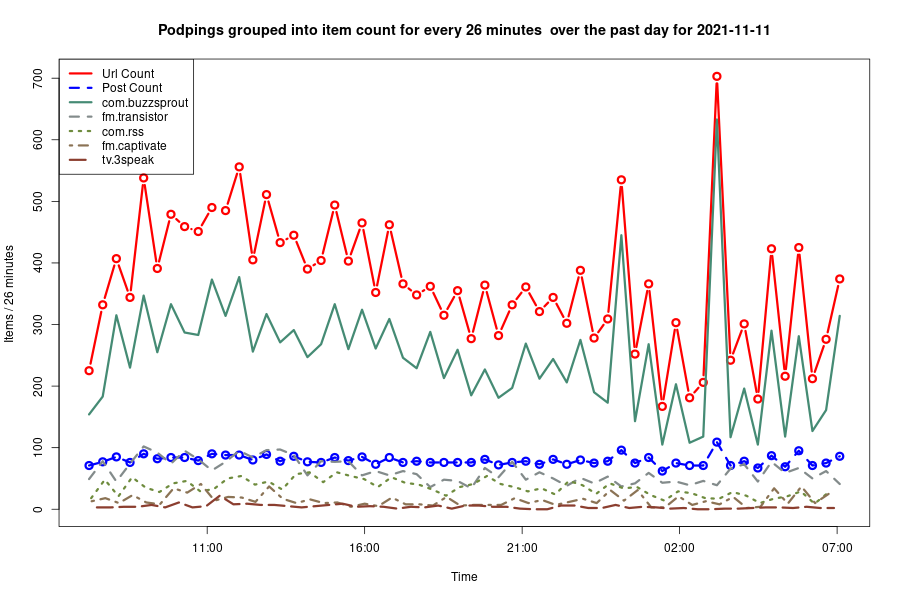 Podpings grouped into item count for every 26 minutes  over the past day for 2021-11-11
Url Count
Post Count
com.buzzsprout
fm.transistor
com.rss
fm.captivate
tv.3speak
Items / 26 minutes
700
600
500
400
300
200
100
0
11:00 16:00 21:00 02:00 07:00
Time